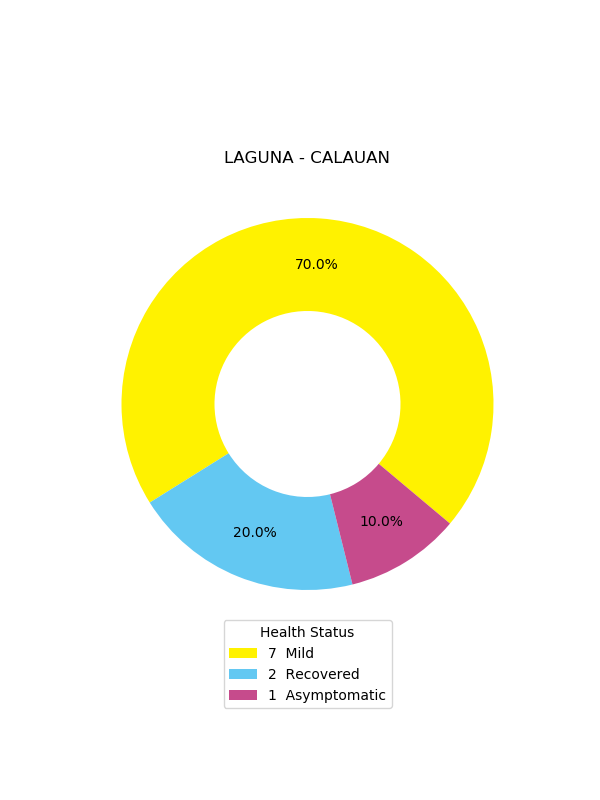 LAGUNA - CALAUAN
70.0%
20.0%
10.0%
Health Status
7  Mild
2  Recovered
1  Asymptomatic